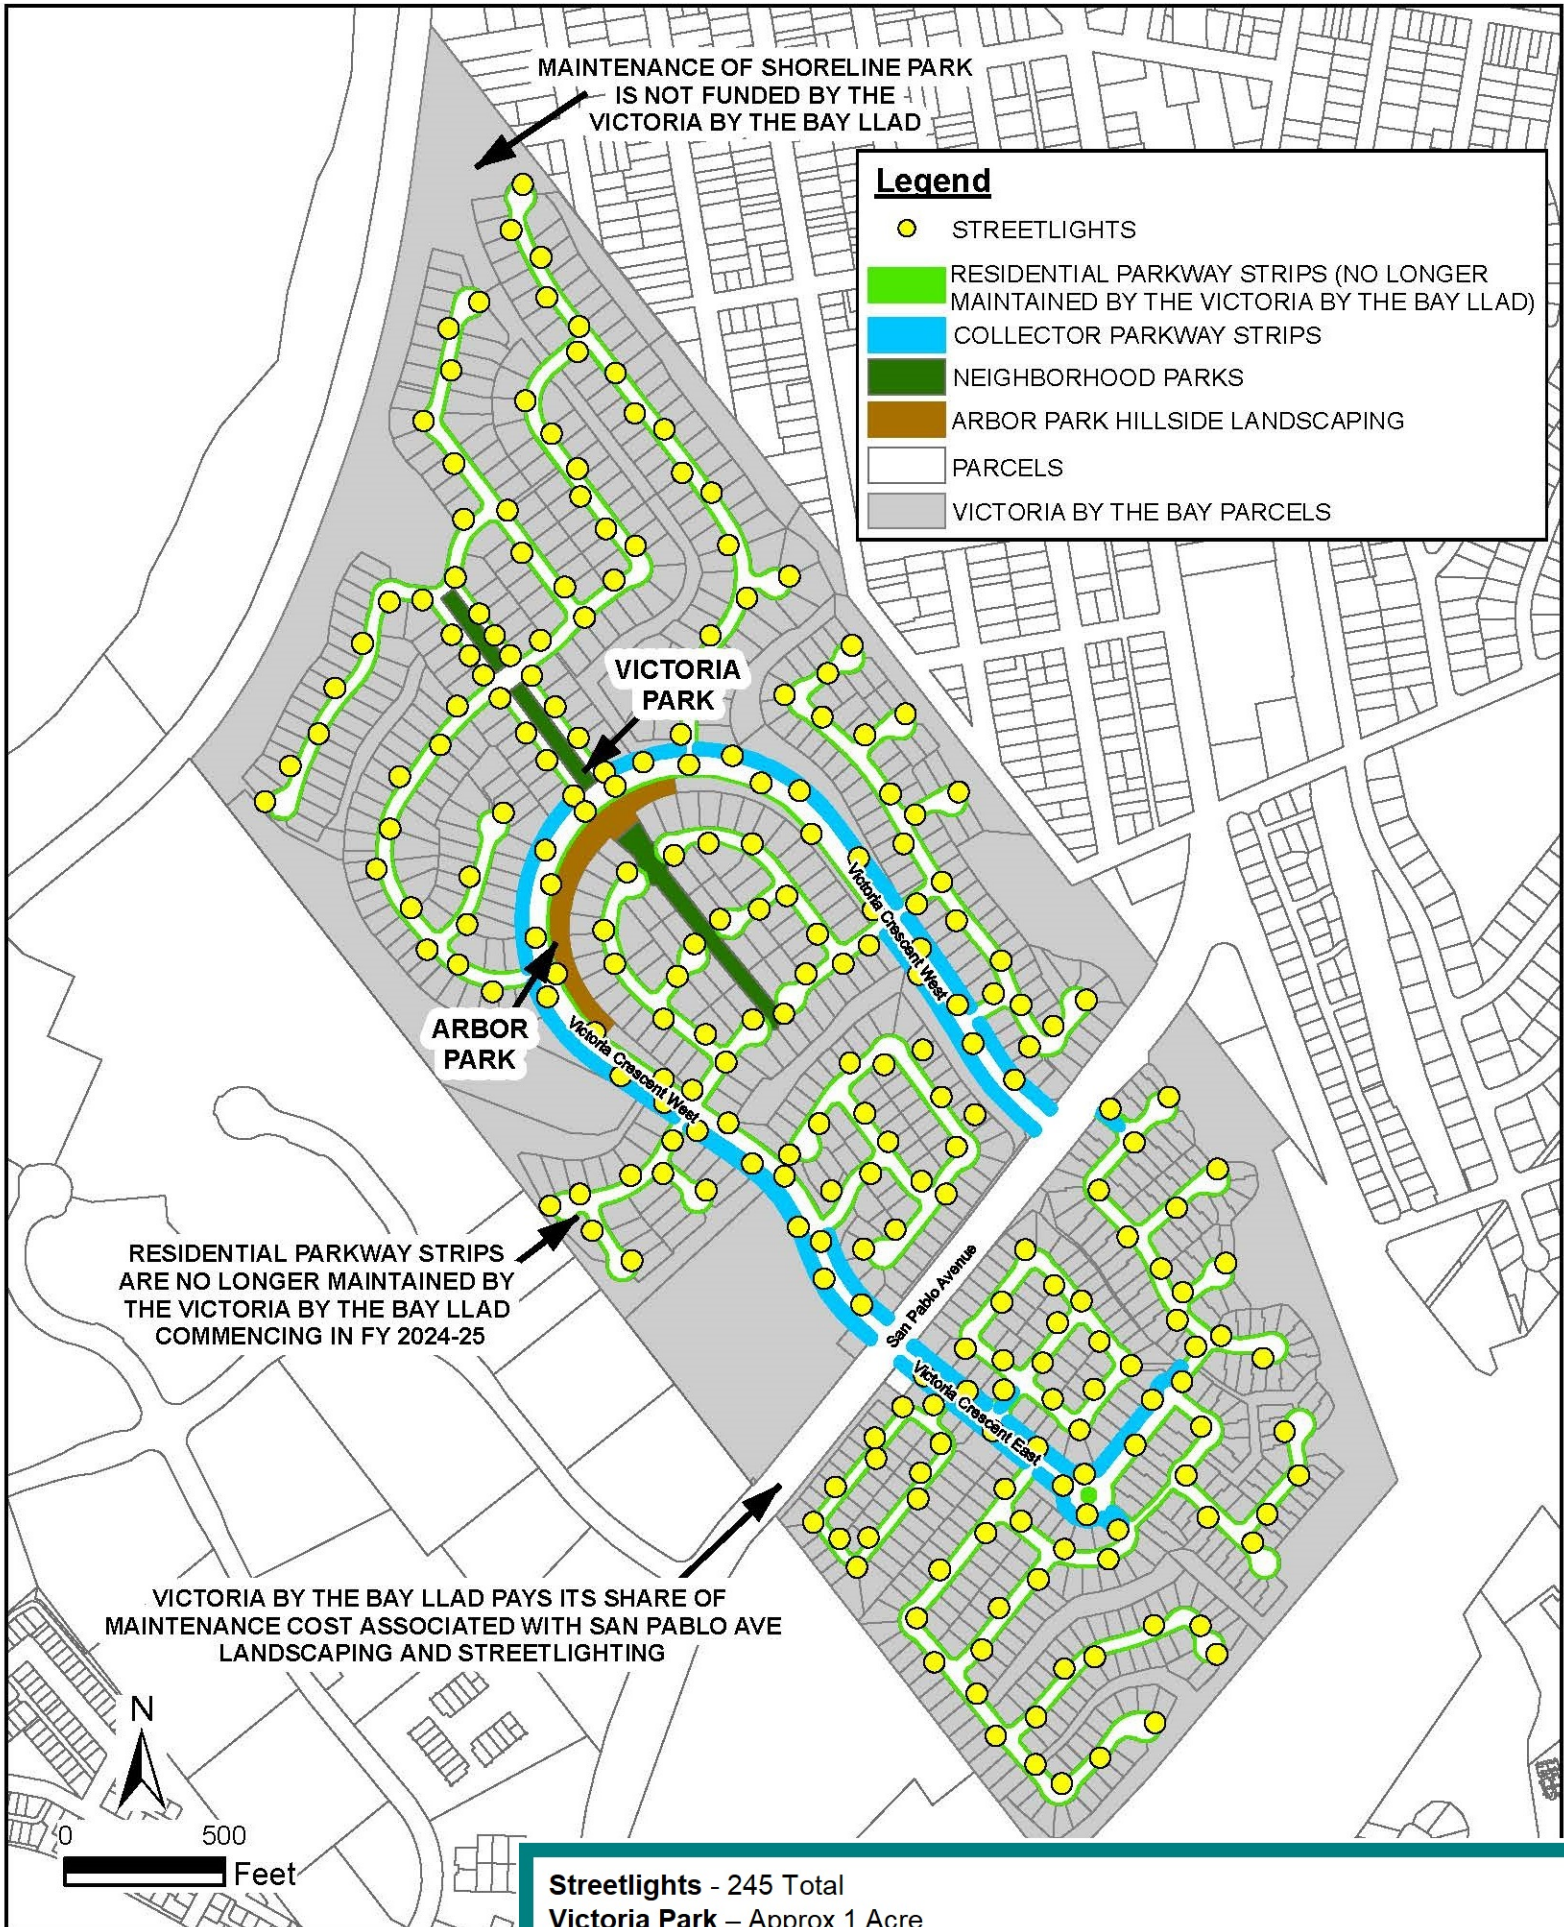 MAINTENANCE OF SHORELINE PARK
IS NOT FUNDED BY THE
VICTORIA BY THE BAY LLAD
Legend
STREETLIGHTS
RESIDENTIAL PARKWAY STRIPS (NO LONGER
MAINTAINED BY THE VICTORIA BY THE BAY LLAD)
COLLECTOR PARKWAY STRIPS
NEIGHBORHOOD PARKS
ARBOR PARK HILLSIDE LANDSCAPING
PARCELS
VICTORIA BY THE BAY PARCELS
VICTORIA
PARK
Victoria Crescent West
ARBOR
PARK
Victoria Crescent West
RESIDENTIAL PARKWAY STRIPS
ARE NO LONGER MAINTAINED BY
THE VICTORIA BY THE BAY LLAD
COMMENCING IN FY 2024-25
San Pablo Avenue
Victoria Crescent East
VICTORIA BY THE BAY LLAD PAYS ITS SHARE OF
MAINTENANCE COST ASSOCIATED WITH SAN PABLO AVE
LANDSCAPING AND STREETLIGHTING
N
0 500
Feet
Streetlights - 245 Total
Victoria Park – Approx 1 Acre